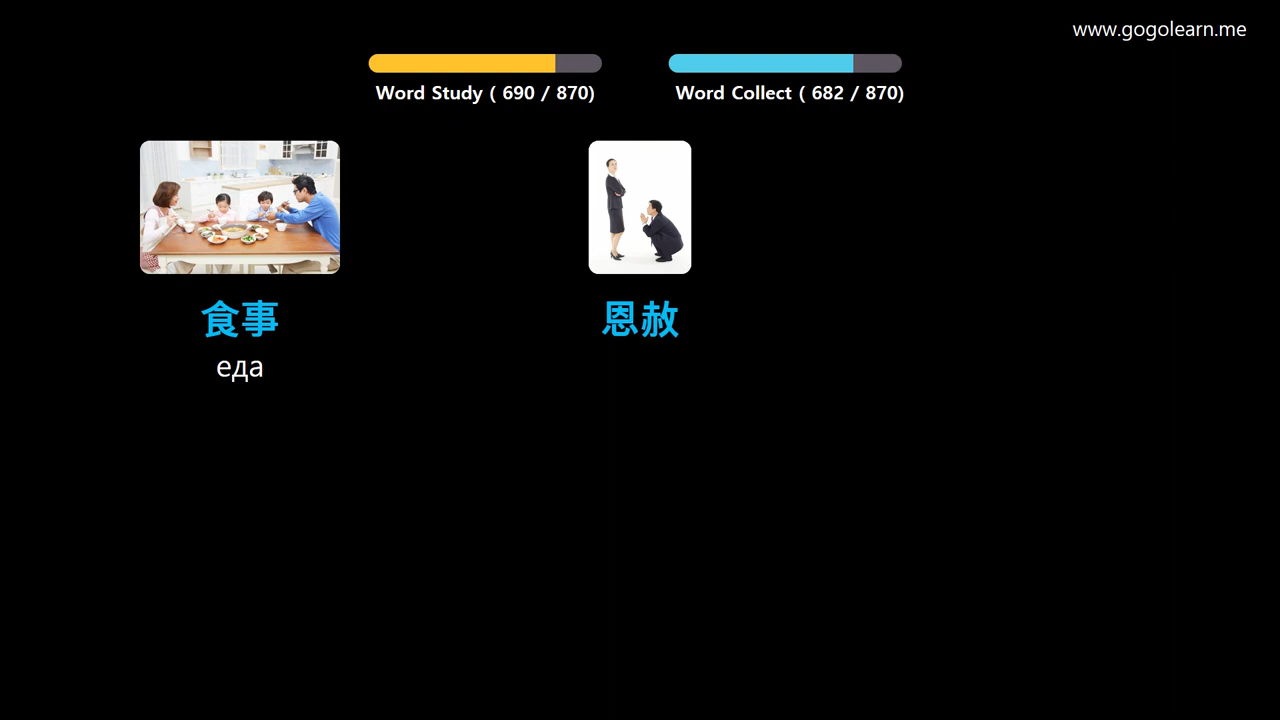 www.gogolearn.me
Word Study ( 690 / 870)
Word Collect ( 682 / 870)
食事
еда
恩赦